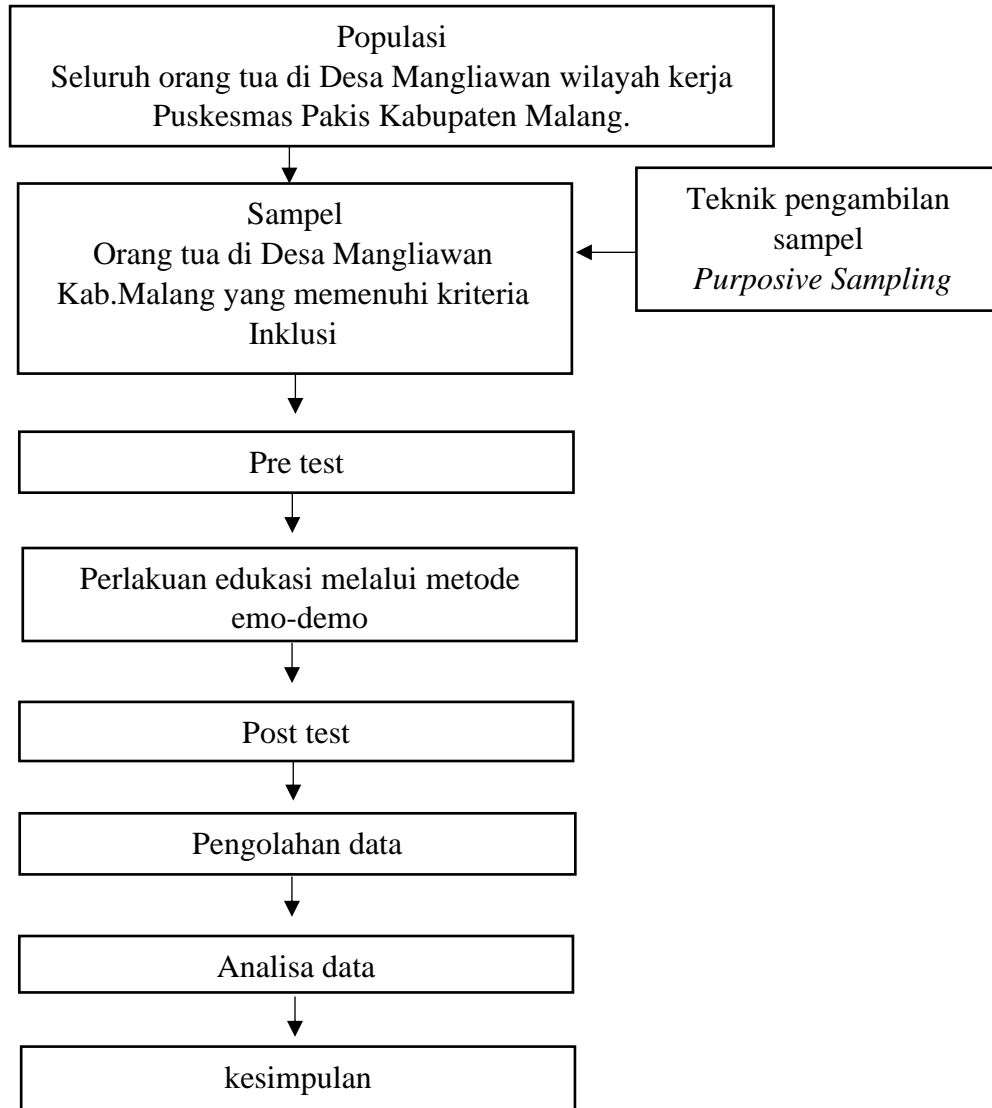 Populasi
Seluruh orang tua di Desa Mangliawan wilayah kerja
Puskesmas Pakis Kabupaten Malang.
Sampel
Orang tua di Desa Mangliawan
Kab.Malang yang memenuhi kriteria
Inklusi
Teknik pengambilan
sampel
Purposive Sampling
Pre test
Perlakuan edukasi melalui metode
emo-demo
Post test
Pengolahan data
Analisa data
kesimpulan